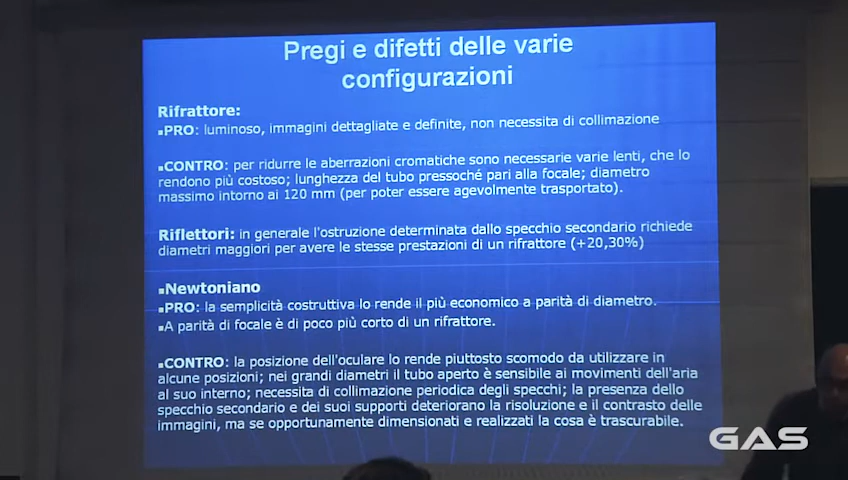 Pregi e difetti delle varie
configurazioni
Rifrattore:
▪PRO: luminoso, immagini dettagliate e definite, non necessita di collimazione
▪CONTRO: per ridurre le aberrazioni cromatiche sono necessarie varie lenti, che lo
rendono più costoso; lunghezza del tubo pressoché pari alla focale; diametro
massimo intorno ai 120 mm (per poter essere agevolmente trasportato).
Riflettori: in generale l'ostruzione determinata dallo specchio secondario richiede
diametri maggiori per avere le stesse prestazioni di un rifrattore (+20,30%)
▪Newtoniano
▪PRO: la semplicità costruttiva lo rende il più economico a parità di diametro.
▪A parità di focale è di poco più corto di un rifrattore.
▪CONTRO: la posizione dell'oculare lo rende piuttosto scomodo da utilizzare in
alcune posizioni; nei grandi diametri il tubo aperto è sensibile ai movimenti dell'aria
al suo interno; necessita di collimazione periodica degli specchi; la presenza dello
specchio secondario e dei suoi supporti deteriorano la risoluzione e il contrasto delle
immagini, ma se opportunamente dimensionati e realizzati la cosa è trascurabile.
GAS